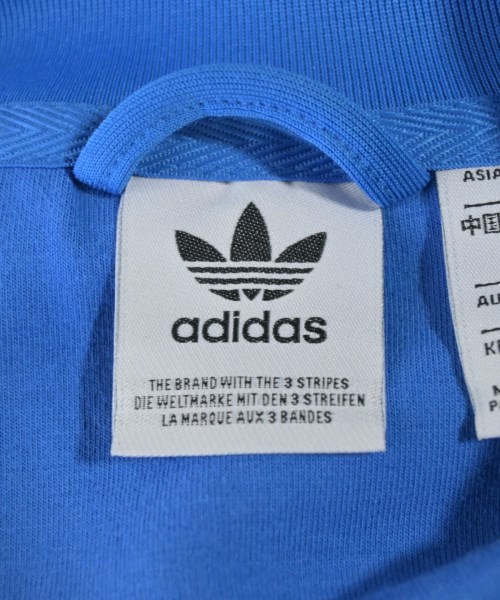 adidas
THE BRAND WITH THE 3 STRIPES
DIE WELTMARKE MIT DEN 3 STREIFEN
LA MARQUE AUX 3 BANDES
ASIA
中国
AU